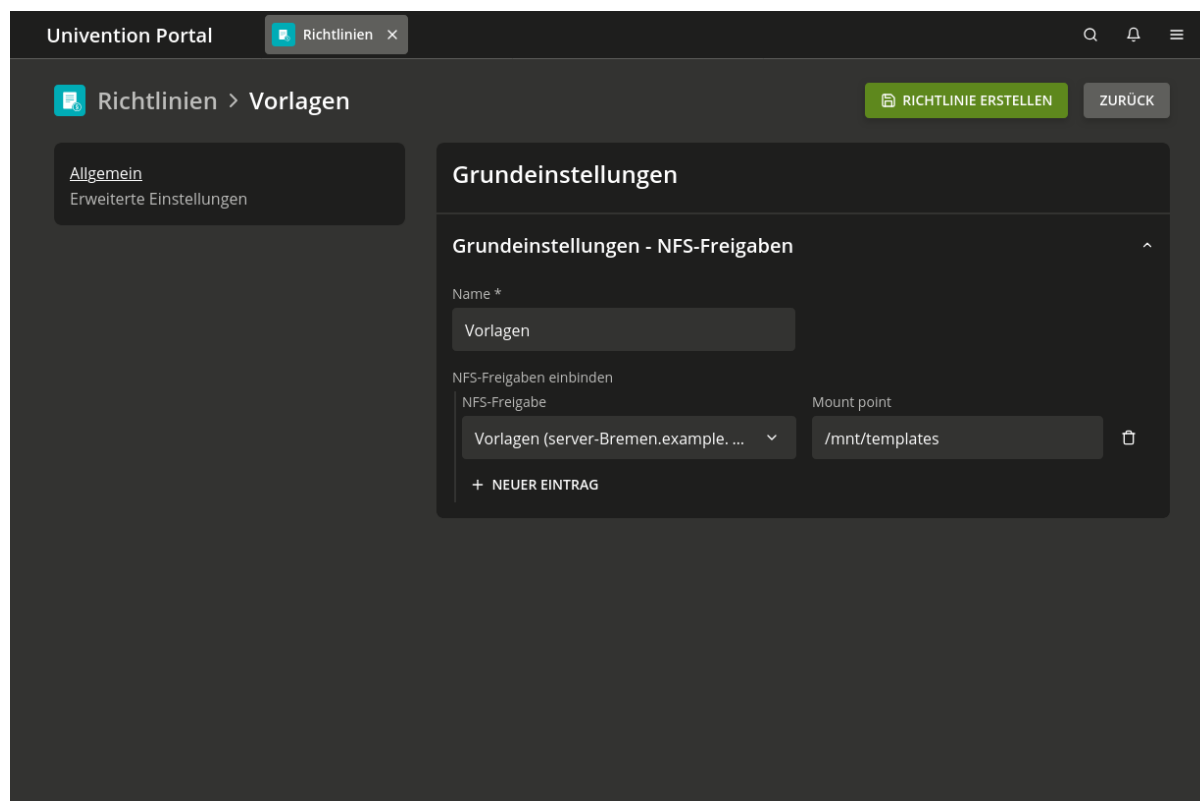 Univention Portal
Richtlinien
Richtlinien > Vorlagen
RICHTLINIE ERSTELLEN
ZURÜCK
Allgemein
Erweiterte Einstellungen
Grundeinstellungen
Grundeinstellungen - NFS-Freigaben
Name *
Vorlagen
NFS-Freigaben einbinden
NFS-Freigabe
Mount point
Vorlagen (server-Bremen.example. ...
/mnt/templates
+ NEUER EINTRAG